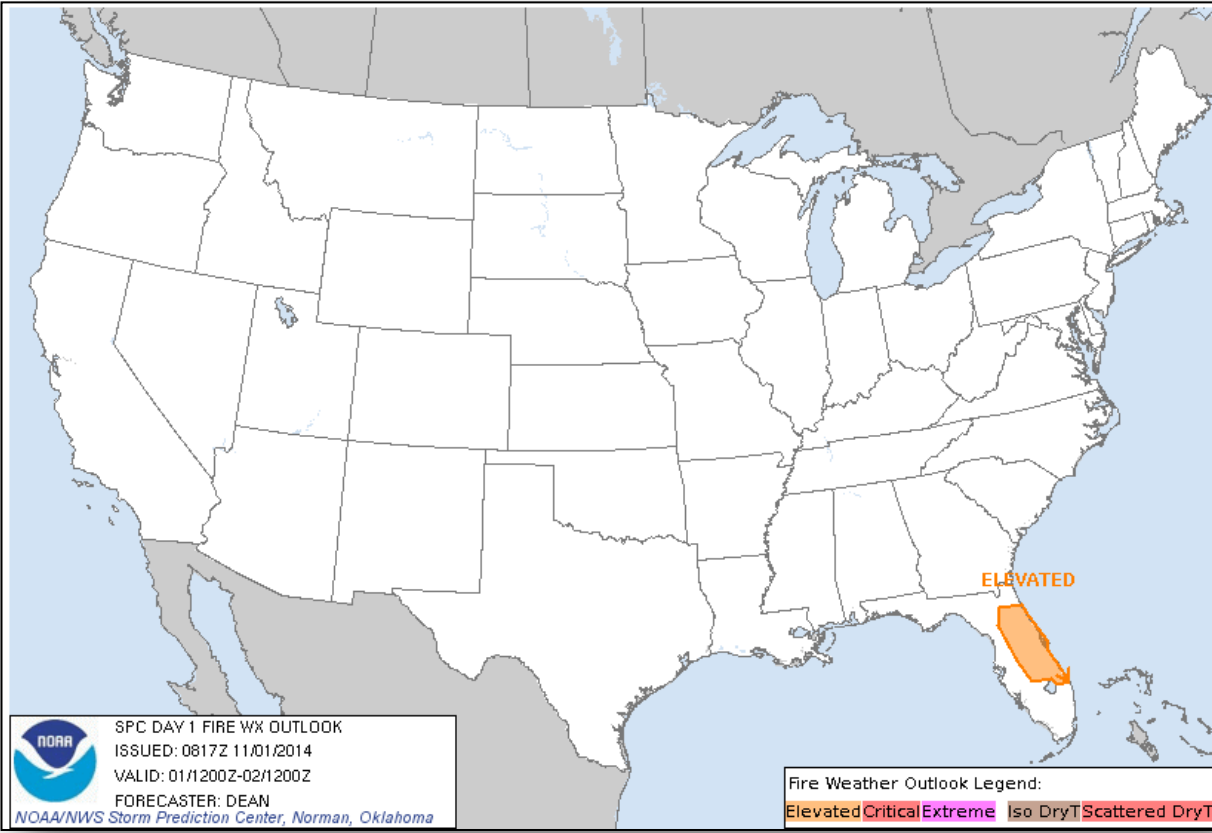 ELEVATED
NOAA
SPC DAY 1 FIRE WX OUTLOOK
ISSUED: 0817Z 11/01/2014
VALID: 01/1200Z-02/1200Z
FORECASTER: DEAN
NOAA/NWS Storm Prediction Center, Norman, Oklahoma
Fire Weather Outlook Legend:
Elevated Critical Extreme Iso DryT Scattered DryT